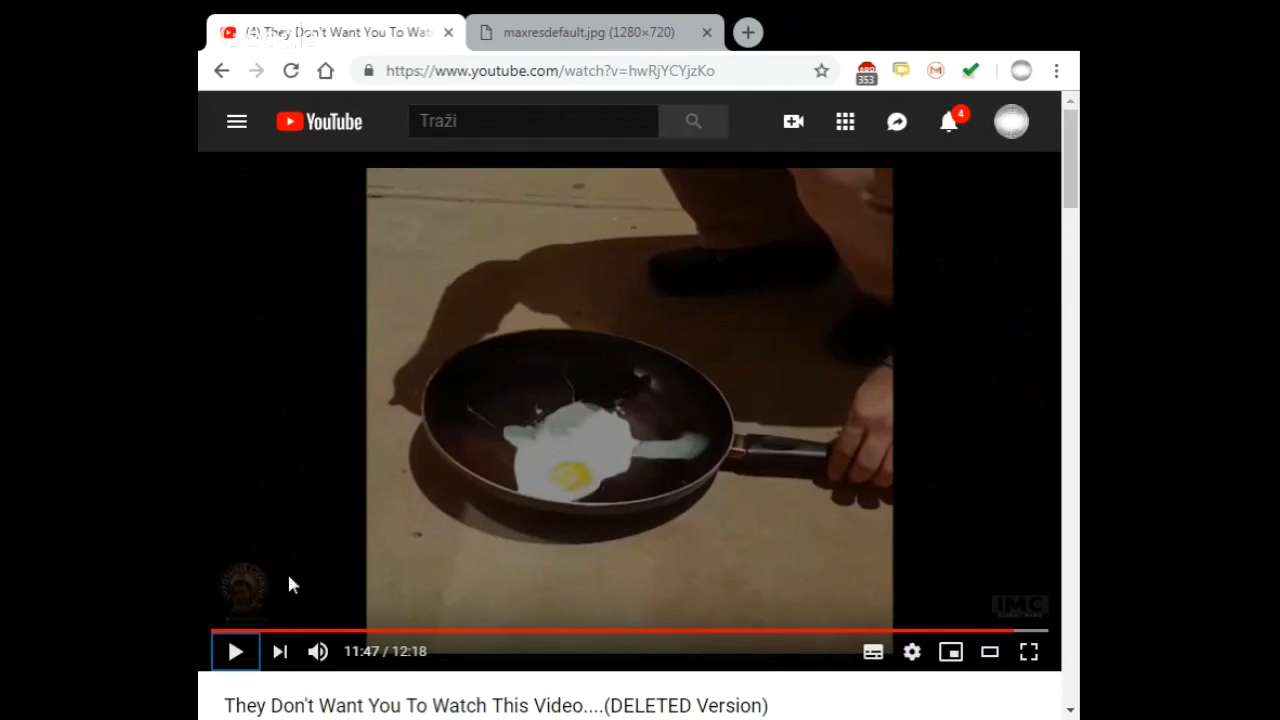 (4) They Don't Want You To Wat
maxresdefault.jpg (1280×720)
https://www.youtube.com/watch?v=hwRjYCYjzKo
353
YouTube
Traži
4
IMC
11:47 / 12:18
They Don't Want You To Watch This Video....(DELETED Version)